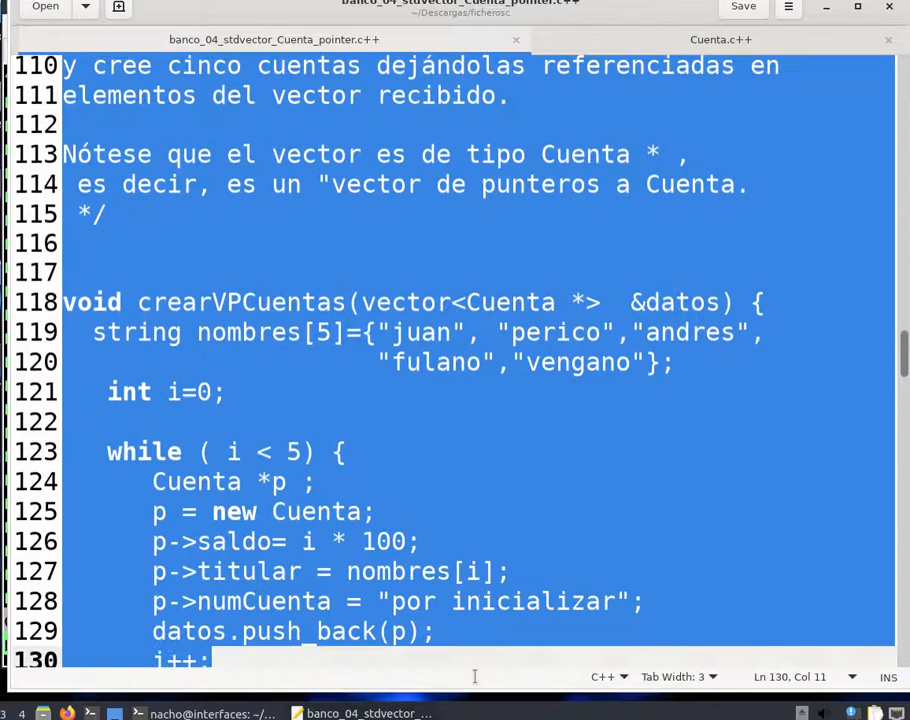 banco_04_stdvector_Cuenta_pointer.c++
Open
~/Descargas/ficherosc
Save
banco_04_stdvector_Cuenta_pointer.c++ ×
Cuenta.c++ ×
110 y cree cinco cuentas dejándolas referenciadas en
111 elementos del vector recibido.
112
113 Nótese que el vector es de tipo Cuenta * ,
114 es decir, es un "vector de punteros a Cuenta.
115 */
116
117
118 void crearVPCuentas(vector<Cuenta *> &datos) {
119 string nombres[5]={"juan", "perico","andres",
120 "fulano","vengano"};
121 int i=0;
122
123 while ( i < 5) {
124 Cuenta *p ;
125 p = new Cuenta;
126 p->saldo= i * 100;
127 p->titular = nombres[i];
128 p->numCuenta = "por inicializar";
129 datos.push_back(p);
130 i++;
C++ Tab Width: 3 Ln 130, Col 11 INS
3 4 nacho@interfaces: ~/... banco_04_stdvector_...